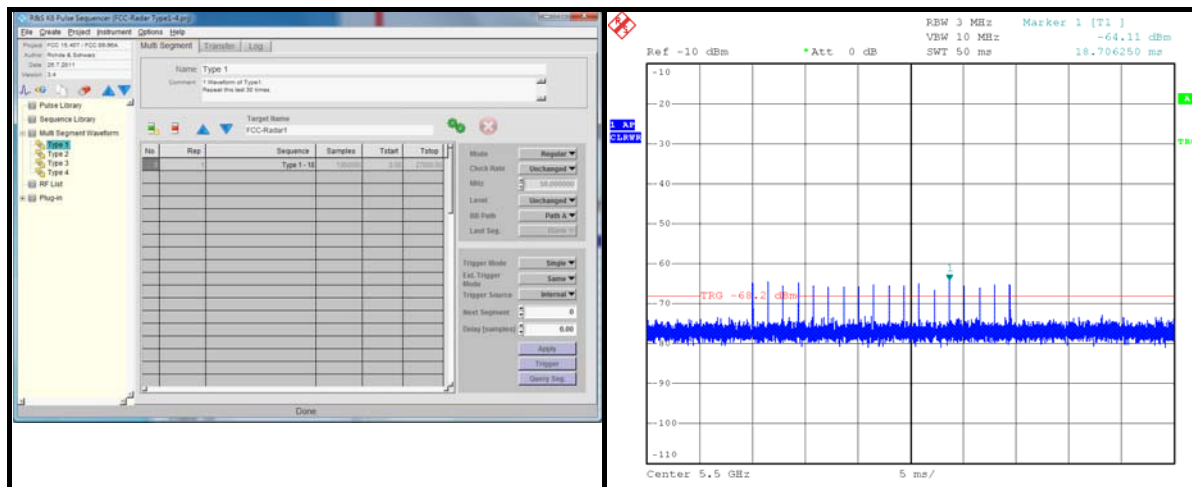 R&S K6 Pulse Sequencer (FCC-Radar Type1-4.prj)
File Create Project Instrument Options Help
Project FCC 15.407 / FCC 06-96A
Author Rohde & Schwarz
Date 26.7.2011
Version 3.4
Pulse Library
Sequence Library
Multi Segment Waveform
Type 1
Type 2
Type 3
Type 4
RF List
Plug-in
Multi Segment Transfer Log
Name Type 1
Comment 1 Waveform of Type1.
Repeat this last 30 times.
Target Name
FCC-Radar1
No Rep Sequence Samples Tstart Tstop
1 Type 1 - 18
Mode Regular
Clock Rate Unchanged
MHz 50.000000
Level Unchanged
BB Path Path A
Last Seg.
Trigger Mode Single
Ext. Trigger Mode Same
Trigger Source Internal
Next Segment 0
Delay [samples] 0.00
Apply
Trigger
Query Seg.
Done
R S
RBW 3 MHz Marker 1 [T1 ]
VBW 10 MHz -64.11 dBm
Ref -10 dBm *Att 0 dB SWT 50 ms 18.706250 ms
-10
-20
A
1 AP
CLRWR
-30
-40
-50
-60
1
TRG -68.2 dBm
-70
-80
-90
-100
-110
Center 5.5 GHz 5 ms/